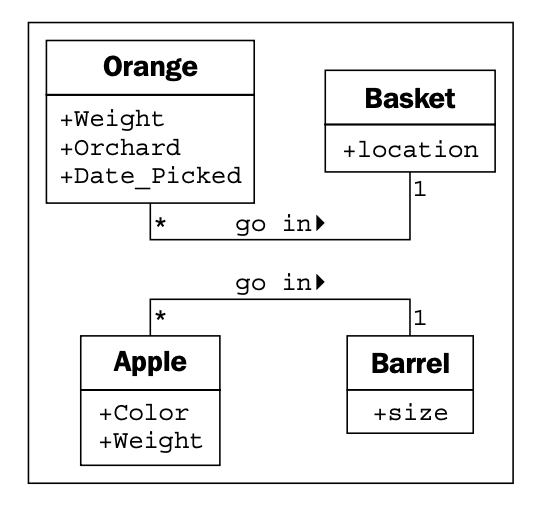 Orange
+Weight
+Orchard
+Date_Picked
Basket
+location
* go in 1
go in
* 1
Apple
+Color
+Weight
Barrel
+size